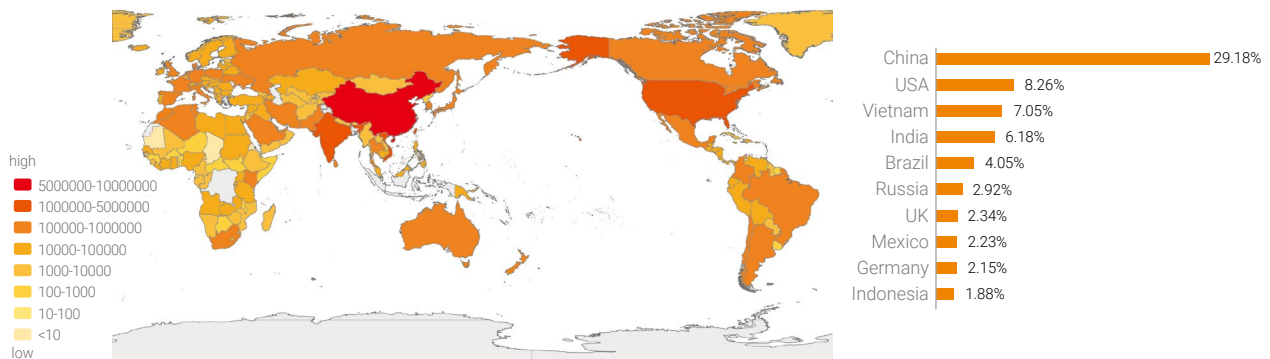 high
5000000-10000000
1000000-5000000
100000-1000000
10000-100000
1000-10000
100-1000
10-100
<10
low
China 29.18%
USA 8.26%
Vietnam 7.05%
India 6.18%
Brazil 4.05%
Russia 2.92%
UK 2.34%
Mexico 2.23%
Germany 2.15%
Indonesia 1.88%